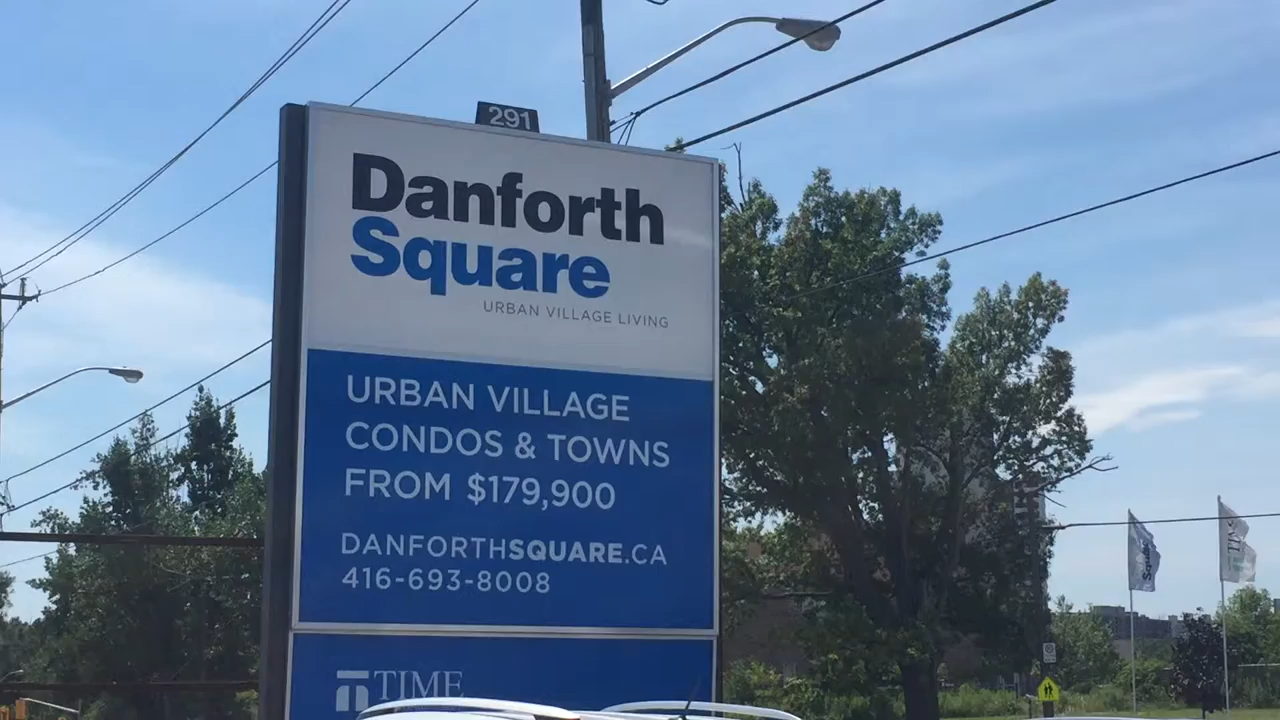 291
Danforth
Square
URBAN VILLAGE LIVING
URBAN VILLAGE
CONDOS & TOWNS
FROM $179,900
DANFORTHSQUARE.CA
416-693-8008
TIME
Square